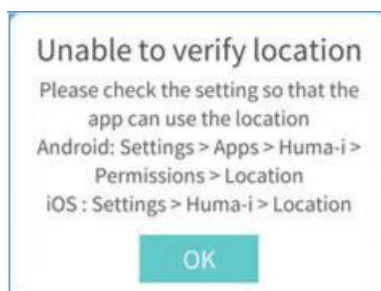 Unable to verify location
Please check the setting so that the
app can use the location
Android: Settings > Apps > Huma-i >
Permissions > Location
iOS : Settings > Huma-i > Location
OK